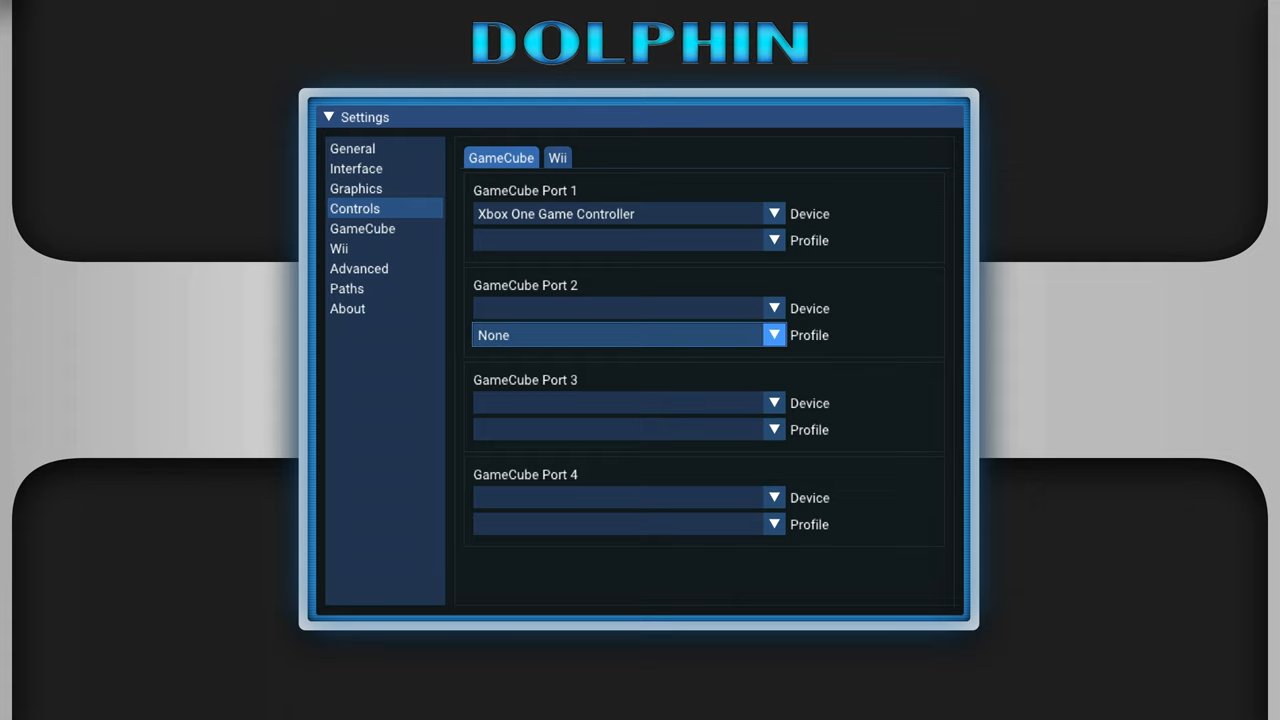 DOLPHIN
Settings
General
Interface
Graphics
Controls
GameCube
Wii
Advanced
Paths
About
GameCube Wii
GameCube Port 1
Xbox One Game Controller Device
Profile
GameCube Port 2
Device
None Profile
GameCube Port 3
Device
Profile
GameCube Port 4
Device
Profile